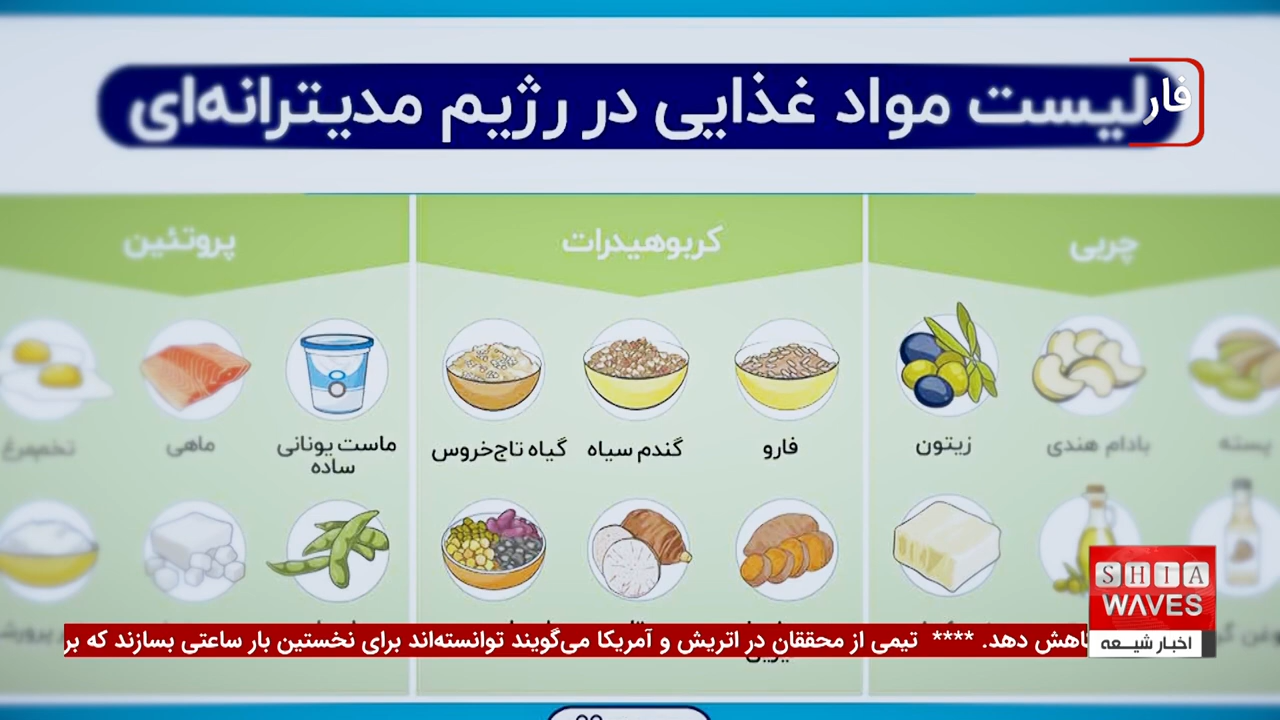 لیست مواد غذایی در رژیم مدیترانه‌ای
فار
چربی
کربوهیدرات
پروتئین
پسته
بادام هندی
زیتون
فارو
گندم سیاه
گیاه تاج‌خروس
ماست یونانی
ساده
ماهی
تخم‌مرغ
SHIA
WAVES
اخبار شیعه
کاهش دهد. **** تیمی از محققان در اتریش و آمریکا می‌گویند توانسته‌اند برای نخستین بار ساعتی بسازند که بر